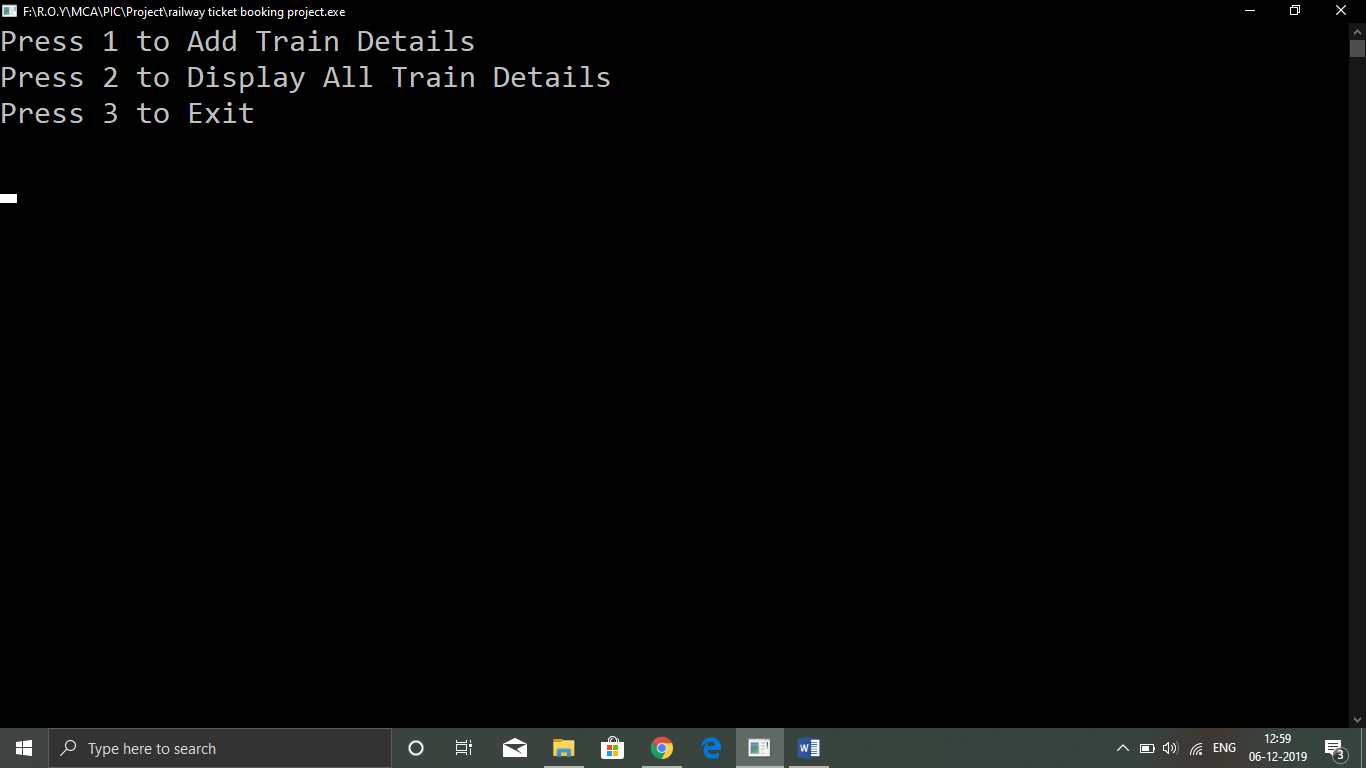 F:\R.O.Y\MCA\PIC\Project\railway ticket booking project.exe
Press 1 to Add Train Details
Press 2 to Display All Train Details
Press 3 to Exit
Type here to search
ENG
12:59
06-12-2019
3